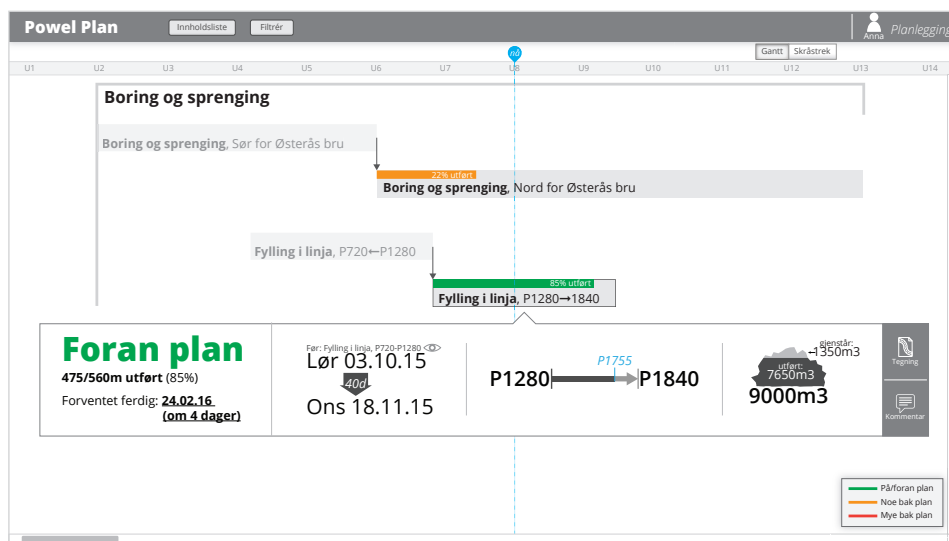 Powel Plan
Innholdsliste
Filtrér
Anna
Planlegging
nå
Gantt
Skråstrek
U1 U2 U3 U4 U5 U6 U7 U8 U9 U10 U11 U12 U13 U14
Boring og sprenging
Boring og sprenging, Sør for Østerås bru
22% utført
Boring og sprenging, Nord for Østerås bru
Fylling i linja, P720←P1280
85% utført
Fylling i linja, P1280→1840
Foran plan
475/560m utført (85%)
Forventet ferdig: 24.02.16
(om 4 dager)
Før: Fylling i linja, P720-P1280
Lør 03.10.15
40d
Ons 18.11.15
P1755
P1280
P1840
gjenstår:
1350m3
utført:
7650m3
9000m3
Tegning
Kommentar
På/foran plan
Noe bak plan
Mye bak plan